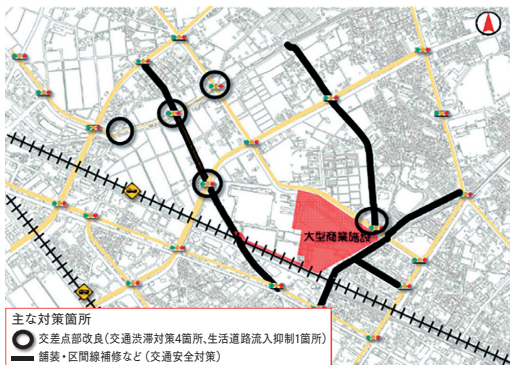 大型商業施設
主な対策箇所
交差点部改良(交通渋滞対策4箇所、生活道路流入抑制1箇所)
舗装・区間線補修など(交通安全対策)